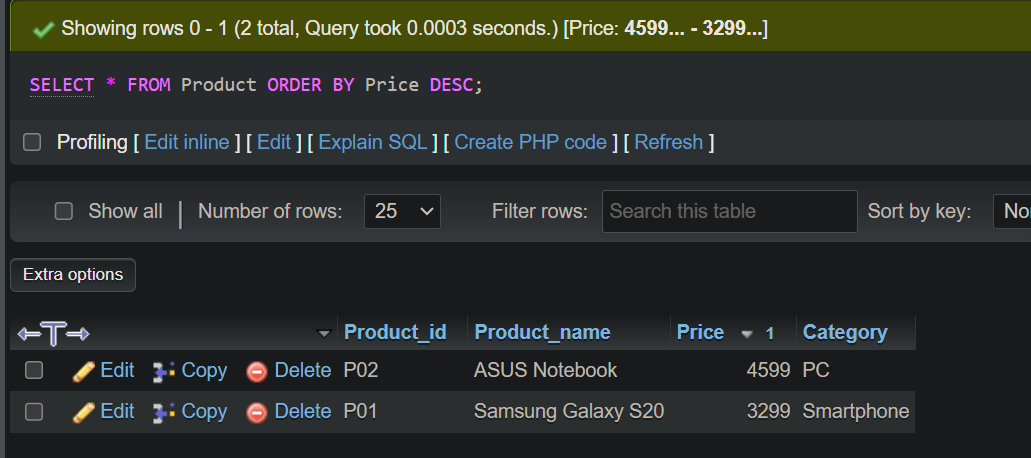 Showing rows 0 - 1 (2 total, Query took 0.0003 seconds.) [Price: 4599... - 3299...]
SELECT * FROM Product ORDER BY Price DESC;
Profiling [ Edit inline ] [ Edit ] [ Explain SQL ] [ Create PHP code ] [ Refresh ]
Show all | Number of rows: 25 Filter rows: Search this table Sort by key:
Extra options
Product_id Product_name Price 1 Category
Edit Copy Delete P02 ASUS Notebook 4599 PC
Edit Copy Delete P01 Samsung Galaxy S20 3299 Smartphone